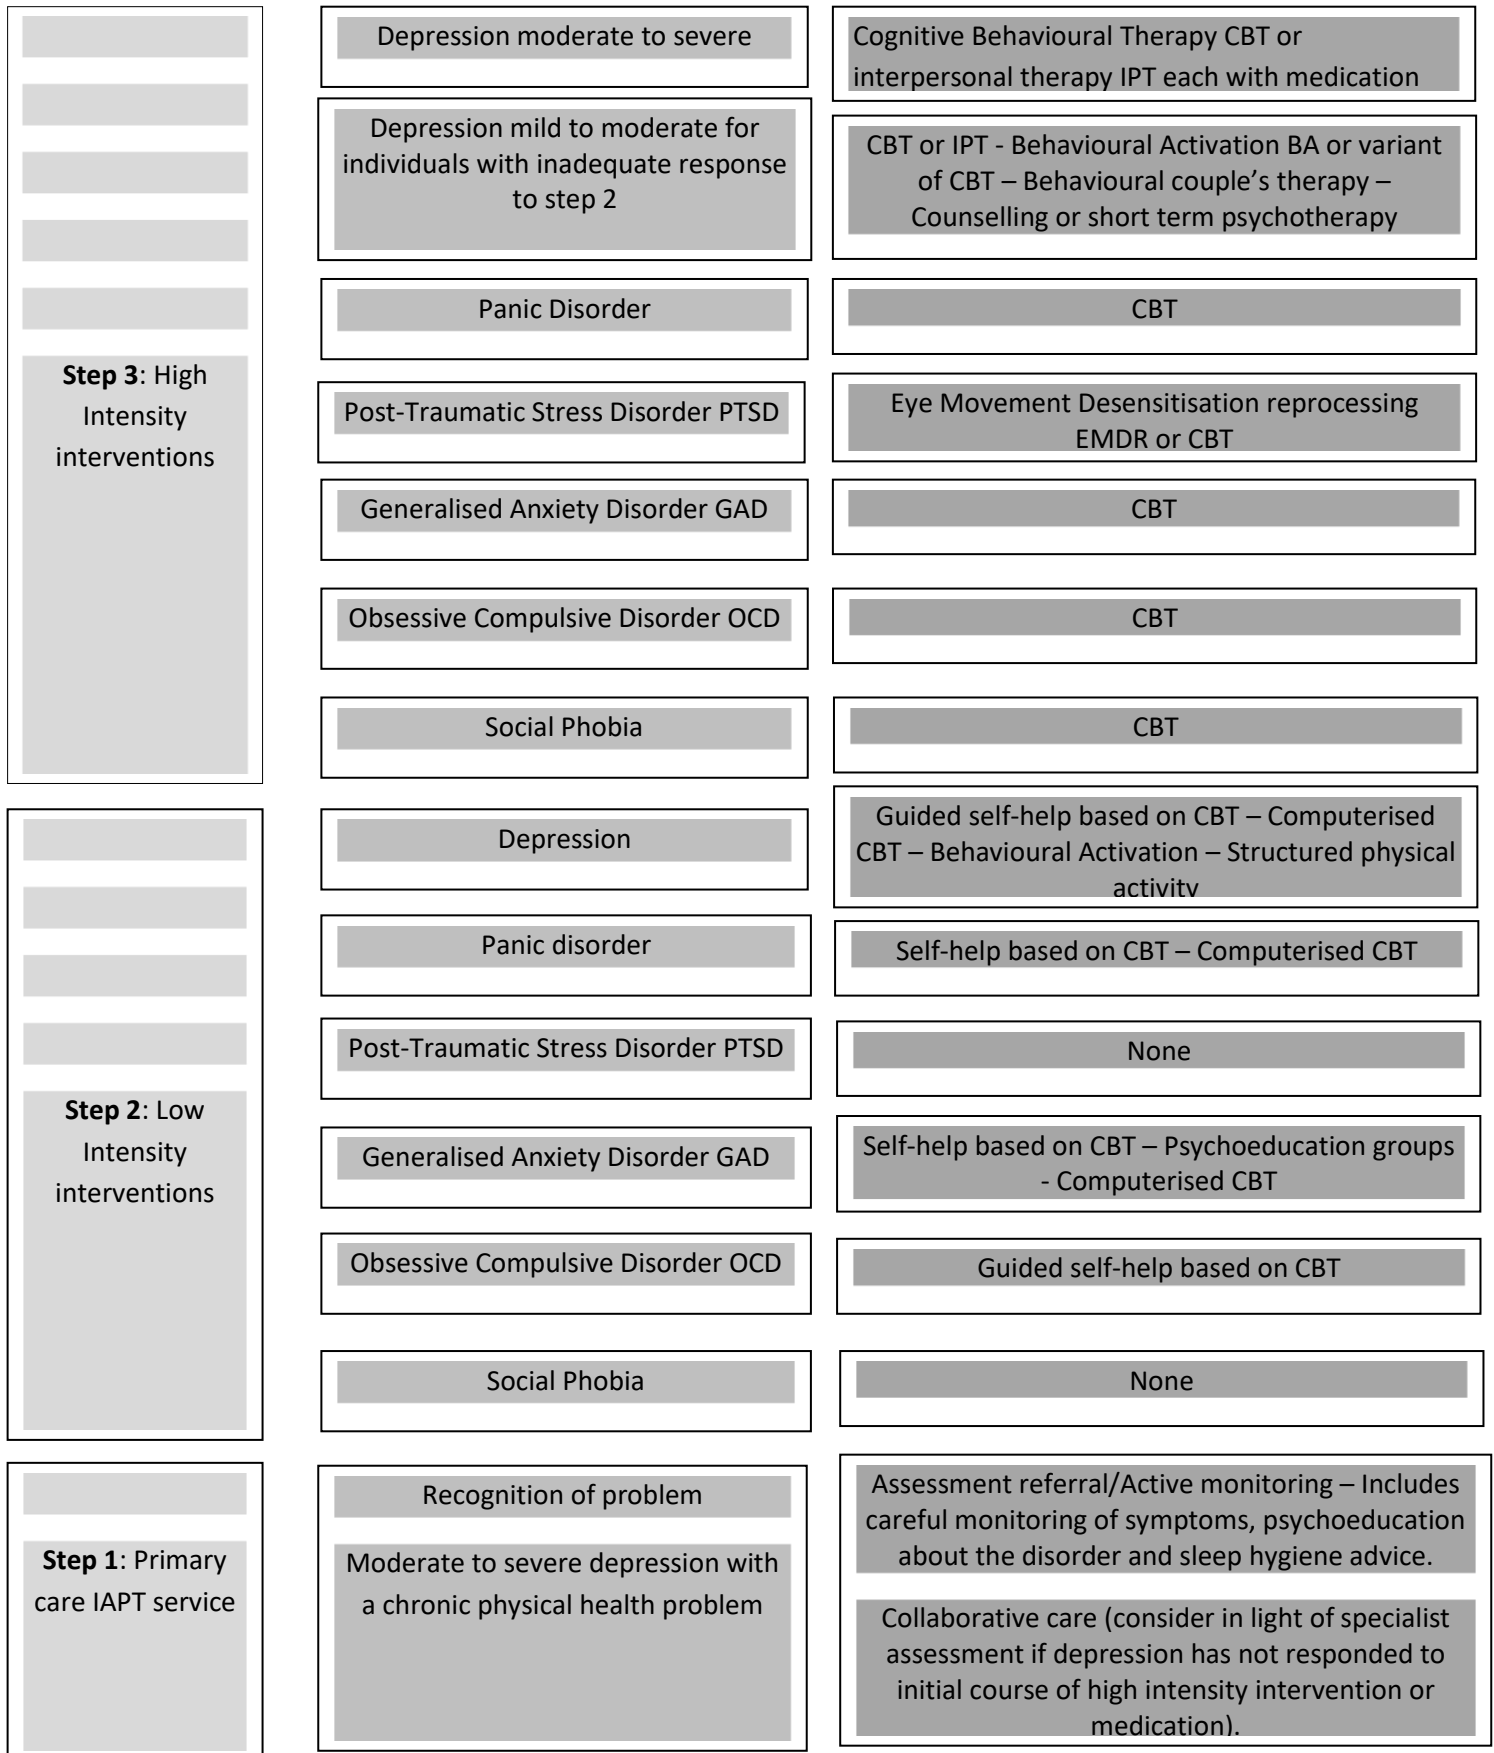 Depression moderate to severe
Cognitive Behavioural Therapy CBT or
interpersonal therapy IPT each with medication
Depression mild to moderate for
individuals with inadequate response
to step 2
CBT or IPT - Behavioural Activation BA or variant
of CBT – Behavioural couple’s therapy –
Counselling or short term psychotherapy
Panic Disorder
CBT
Step 3: High
Intensity
interventions
Post-Traumatic Stress Disorder PTSD
Eye Movement Desensitisation reprocessing
EMDR or CBT
Generalised Anxiety Disorder GAD
CBT
Obsessive Compulsive Disorder OCD
CBT
Social Phobia
CBT
Depression
Guided self-help based on CBT – Computerised
CBT – Behavioural Activation – Structured physical
activity
Panic disorder
Self-help based on CBT – Computerised CBT
Post-Traumatic Stress Disorder PTSD
None
Step 2: Low
Intensity
interventions
Generalised Anxiety Disorder GAD
Self-help based on CBT – Psychoeducation groups
- Computerised CBT
Obsessive Compulsive Disorder OCD
Guided self-help based on CBT
Social Phobia
None
Step 1: Primary
care IAPT service
Recognition of problem
Assessment referral/Active monitoring – Includes
careful monitoring of symptoms, psychoeducation
about the disorder and sleep hygiene advice.
Moderate to severe depression with
a chronic physical health problem
Collaborative care (consider in light of specialist
assessment if depression has not responded to
initial course of high intensity intervention or
medication).